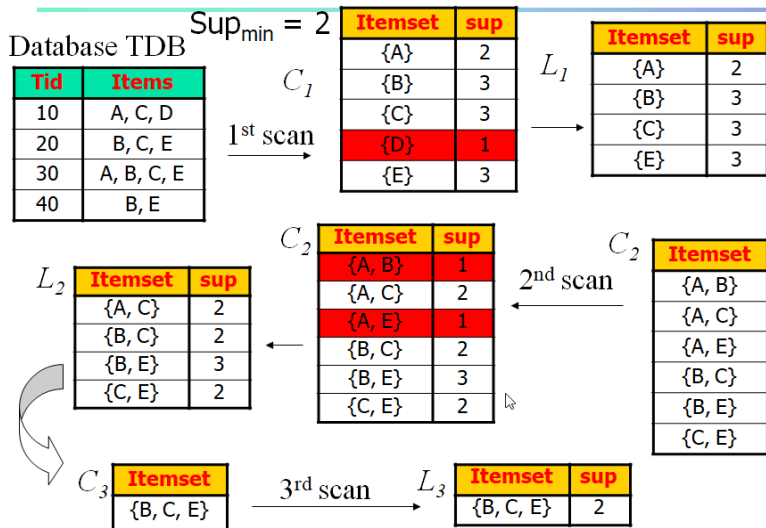 Sup_min = 2
Database TDB
Tid Items
10 A, C, D
20 B, C, E
30 A, B, C, E
40 B, E
1st scan
C1
Itemset sup
{A} 2
{B} 3
{C} 3
{D} 1
{E} 3
L1
Itemset sup
{A} 2
{B} 3
{C} 3
{E} 3
C2
Itemset
{A, B}
{A, C}
{A, E}
{B, C}
{B, E}
{C, E}
2nd scan
C2
Itemset sup
{A, B} 1
{A, C} 2
{A, E} 1
{B, C} 2
{B, E} 3
{C, E} 2
L2
Itemset sup
{A, C} 2
{B, C} 2
{B, E} 3
{C, E} 2
C3
Itemset
{B, C, E}
3rd scan
L3
Itemset sup
{B, C, E} 2